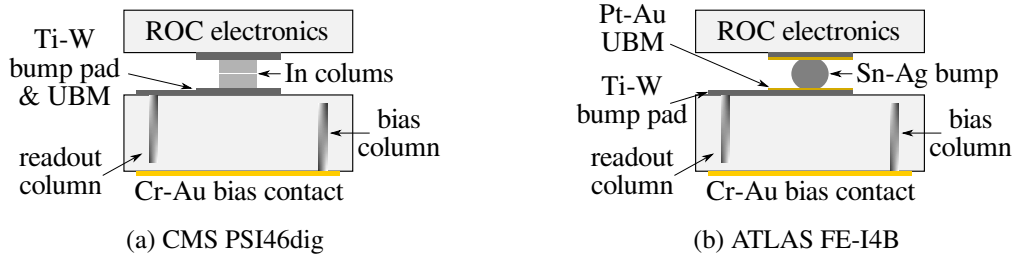 ROC electronics
Ti-W
bump pad
& UBM
In colums
readout
column
bias
column
Cr-Au bias contact
(a) CMS PSI46dig
Pt-Au
UBM
ROC electronics
Sn-Ag bump
Ti-W
bump pad
readout
column
bias
column
Cr-Au bias contact
(b) ATLAS FE-I4B